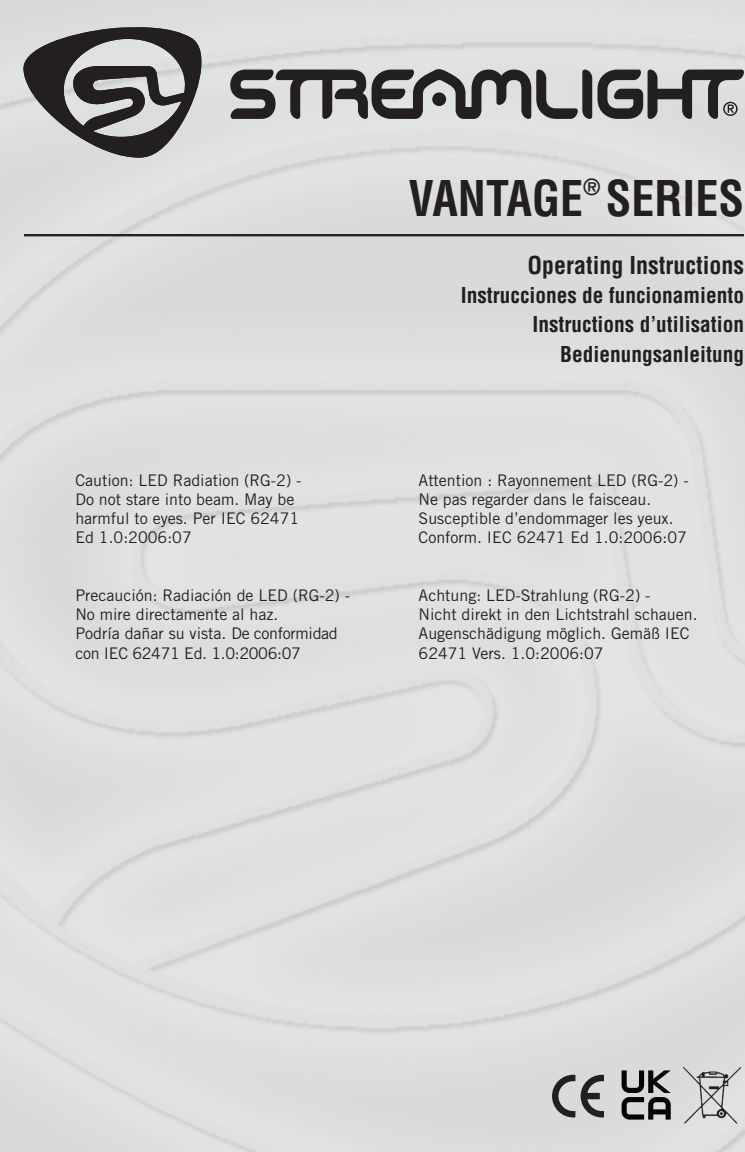 STREAMLIGHT®
VANTAGE® SERIES
Operating Instructions
Instrucciones de funcionamiento
Instructions d’utilisation
Bedienungsanleitung
Caution: LED Radiation (RG-2) -
Do not stare into beam. May be
harmful to eyes. Per IEC 62471
Ed 1.0:2006:07
Attention : Rayonnement LED (RG-2) -
Ne pas regarder dans le faisceau.
Susceptible d’endommager les yeux.
Conform. IEC 62471 Ed 1.0:2006:07
Precaución: Radiación de LED (RG-2) -
No mire directamente al haz.
Podría dañar su vista. De conformidad
con IEC 62471 Ed. 1.0:2006:07
Achtung: LED-Strahlung (RG-2) -
Nicht direkt in den Lichtstrahl schauen.
Augenschädigung möglich. Gemäß IEC
62471 Vers. 1.0:2006:07
CE
UK
CA